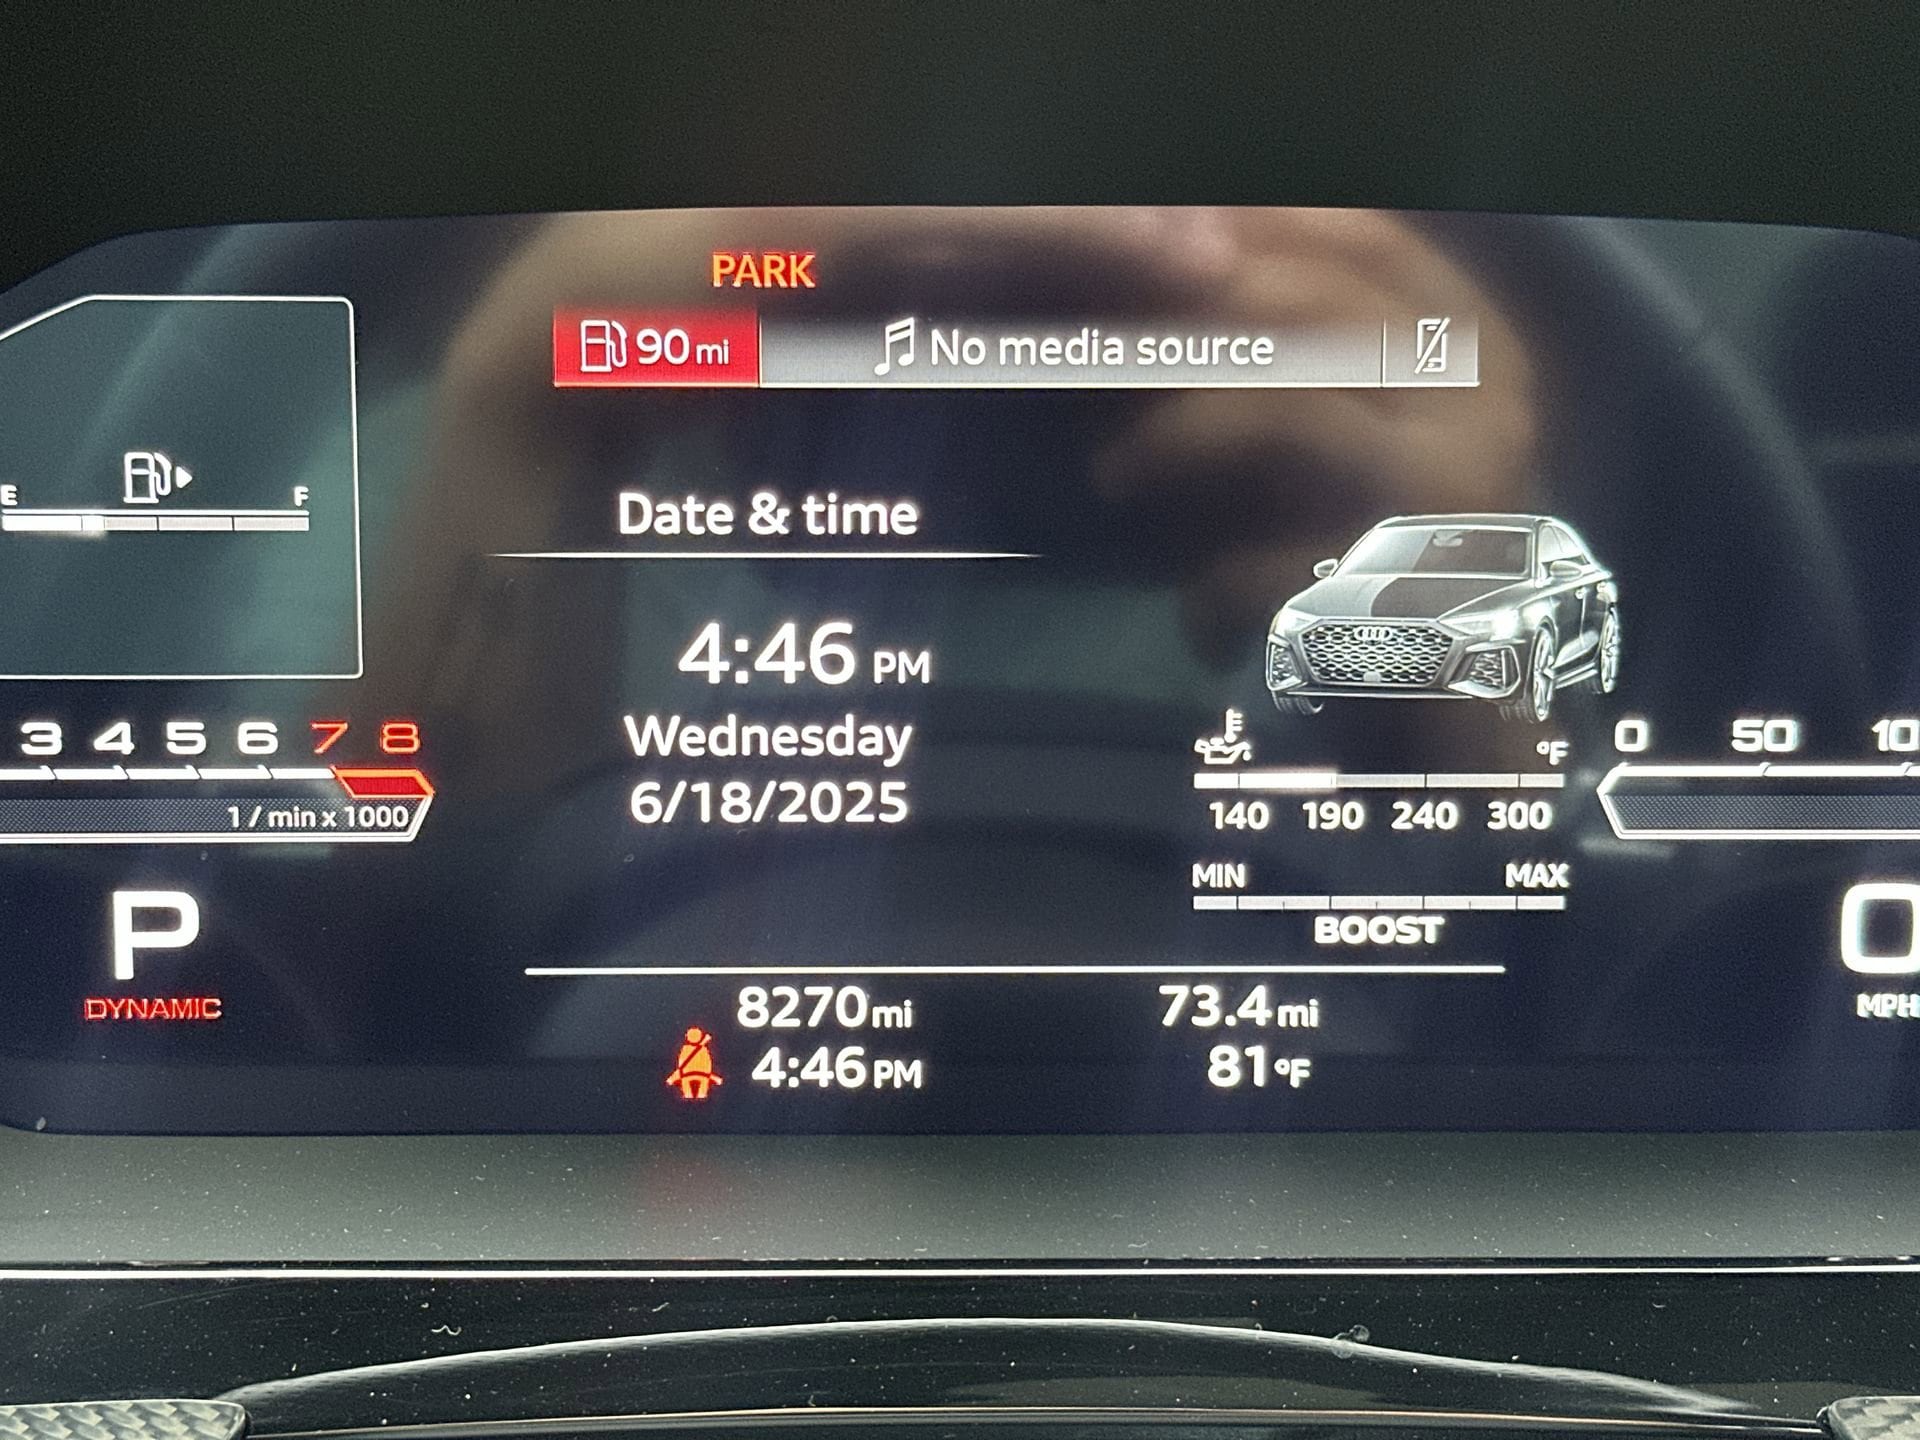 PARK
90 mi
No media source
E F
Date & time
4:46 PM
Wednesday
6/18/2025
3 4 5 6 7 8
1 / min x 1000
P
DYNAMIC
°F
140 190 240 300
MIN MAX
BOOST
0 50 10
0
MPH
8270 mi 73.4 mi
4:46 PM 81 °F